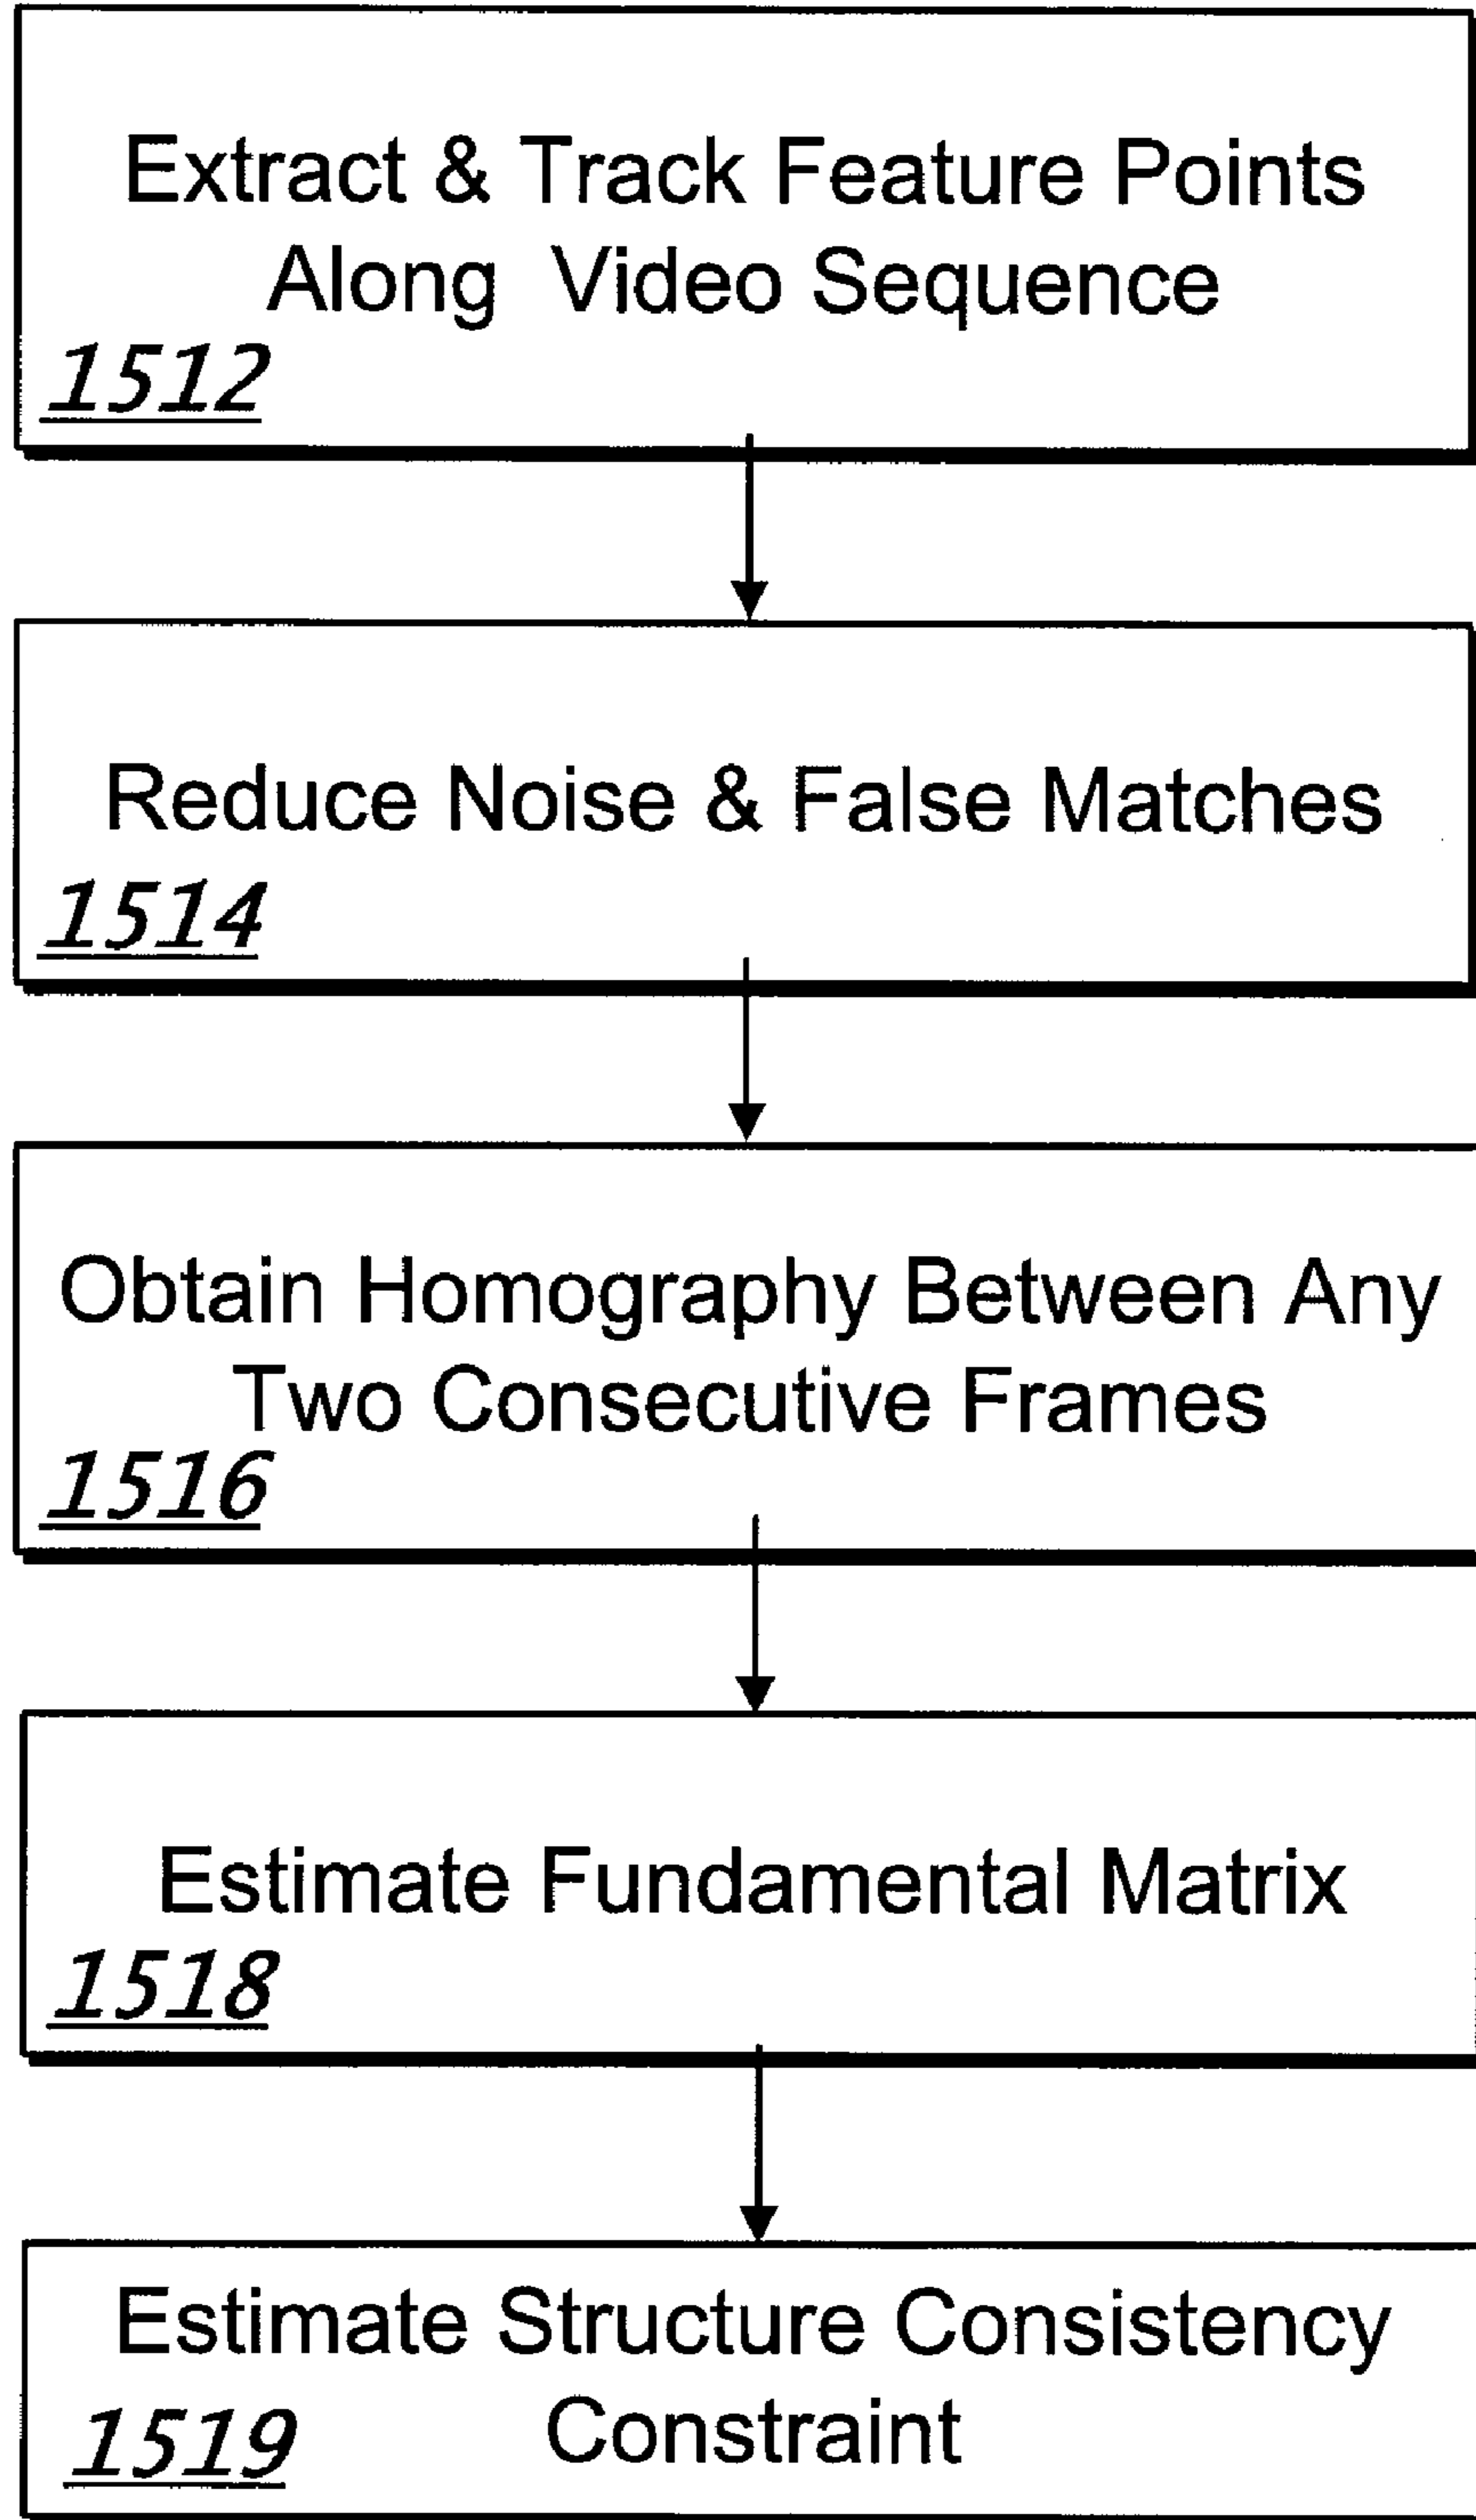 Extract & Track Feature Points
Along Video Sequence
1512
Reduce Noise & False Matches
1514
Obtain Homography Between Any
Two Consecutive Frames
1516
Estimate Fundamental Matrix
1518
Estimate Structure Consistency
Constraint
1519